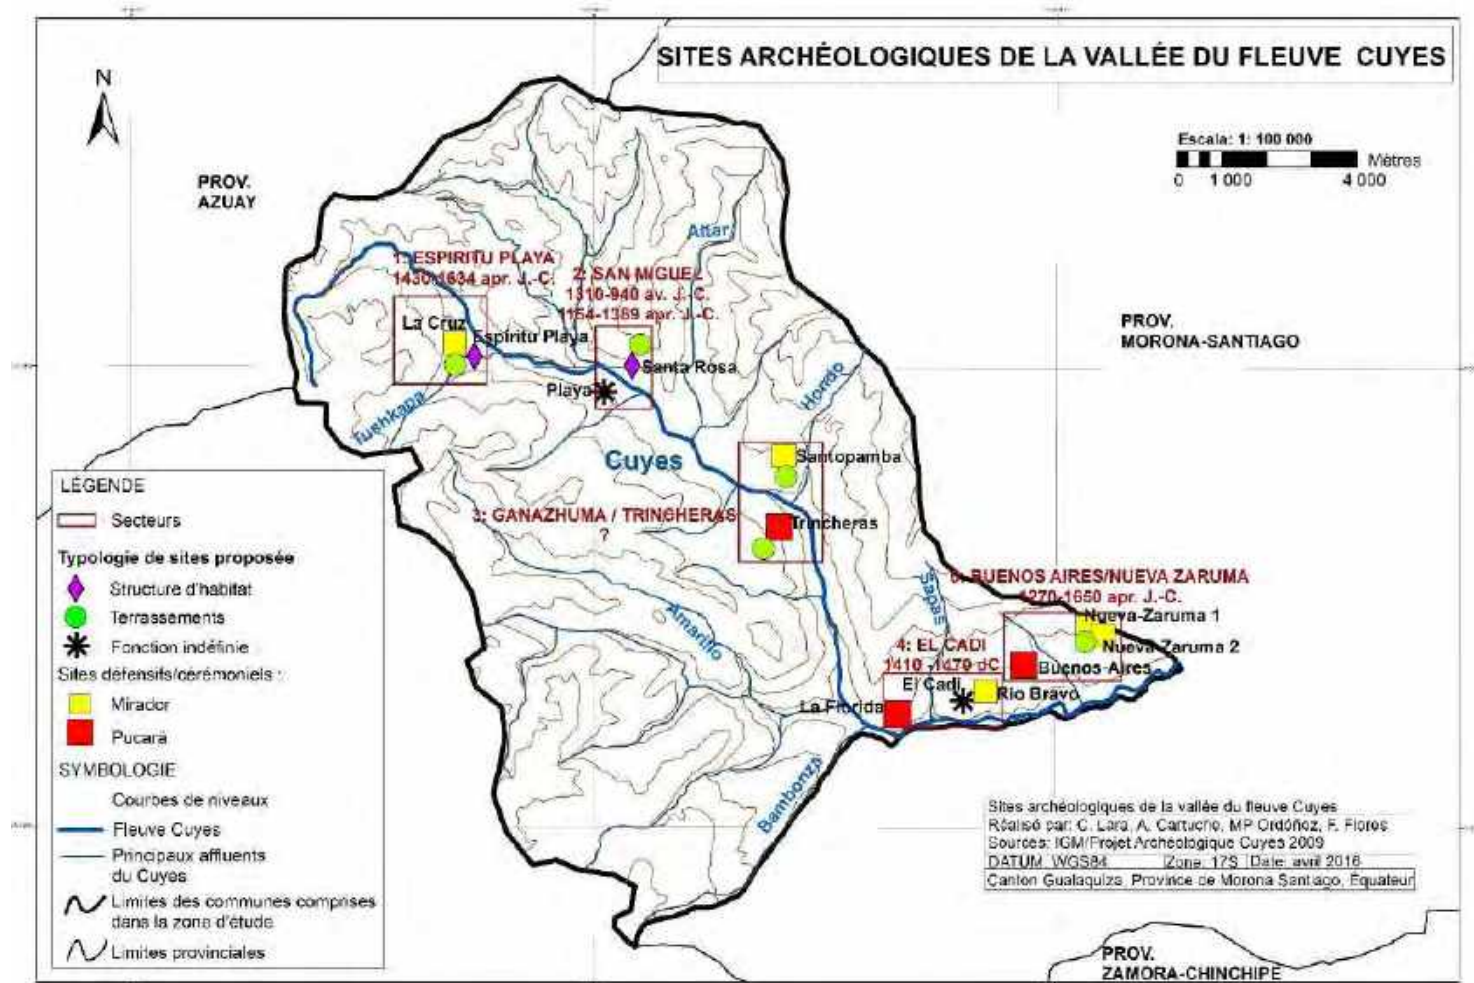 SITES ARCHÉOLOGIQUES DE LA VALLÉE DU FLEUVE CUYES
N
Escala: 1: 100 000
Mètres
0 1 000 4 000
PROV.
AZUAY
Altar
1: ESPIRITU PLAYA
1430-1634 apr. J.-C.
2: SAN MIGUEL
1310-940 av. J.-C.
1154-1389 apr. J.-C.
PROV.
MORONA-SANTIAGO
La Cruz
Espíritu Playa
Santa Rosa
Playa
Hondo
Tushkapa
Cuyes
Santopamba
3: GANAZHUMA / TRINCHERAS
?
Trincheras
Sapas
Amarillo
BUENOS AIRES/NUEVA ZARUMA
1270-1650 apr. J.-C.
Nueva-Zaruma 1
Nueva Zaruma 2
Buenos-Aires
4: EL CADI
1410 -1470 dC
El Cadi
Rio Bravo
La Florida
Bambonza
LÉGENDE
Secteurs
Typologie de sites proposée
Structure d'habitat
Terrassements
Fonction indéfinie
Sites défensifs/cérémoniels :
Mirador
Pucará
SYMBOLOGIE
Courbes de niveaux
Fleuve Cuyes
Principaux affluents
du Cuyes
Limites des communes comprises
dans la zone d'étude
Limites provinciales
Sites archéologiques de la vallée du fleuve Cuyes
Réalisé par: C. Lara, A. Cartuche, MP Ordóñez, F. Flores
Sources: IGM/Projet Archéologique Cuyes 2009
DATUM: WGS84 Zone: 17S Date: avril 2016
Canton Gualaquiza, Province de Morona Santiago, Équateur
PROV.
ZAMORA-CHINCHIPE